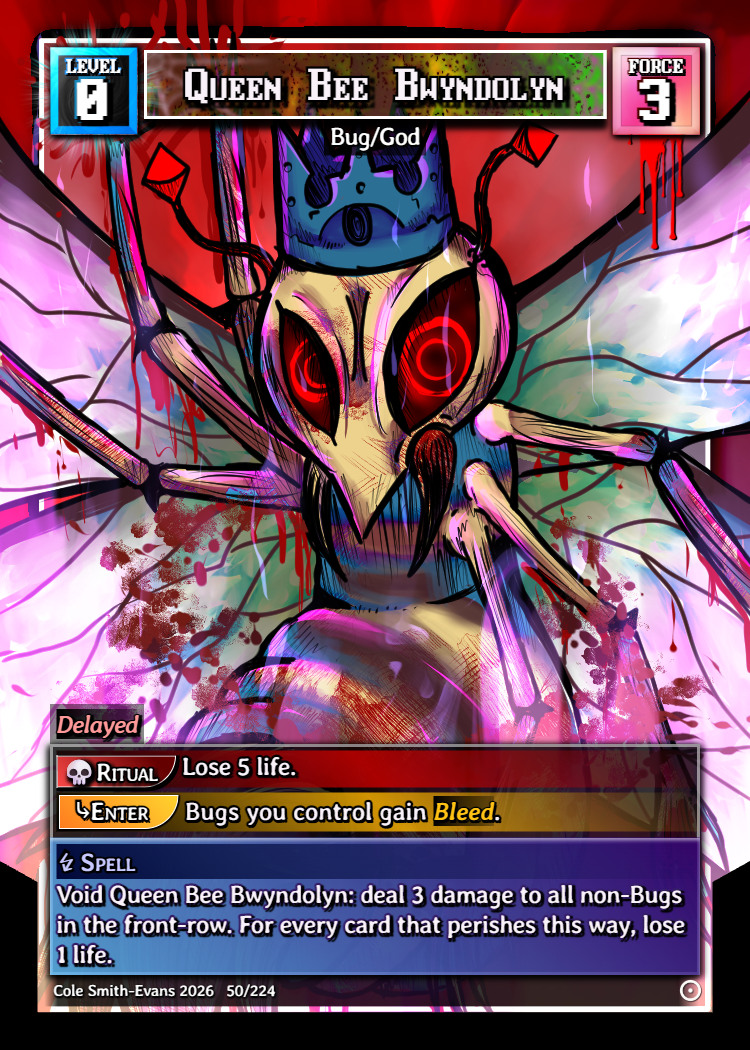 LEVEL
0
Queen Bee Bwyndolyn
FORCE
3
Bug/God
Delayed
Ritual Lose 5 life.
↳Enter Bugs you control gain Bleed.
Spell
Void Queen Bee Bwyndolyn: deal 3 damage to all non-Bugs
in the front-row. For every card that perishes this way, lose
1 life.
Cole Smith-Evans 2026 50/224